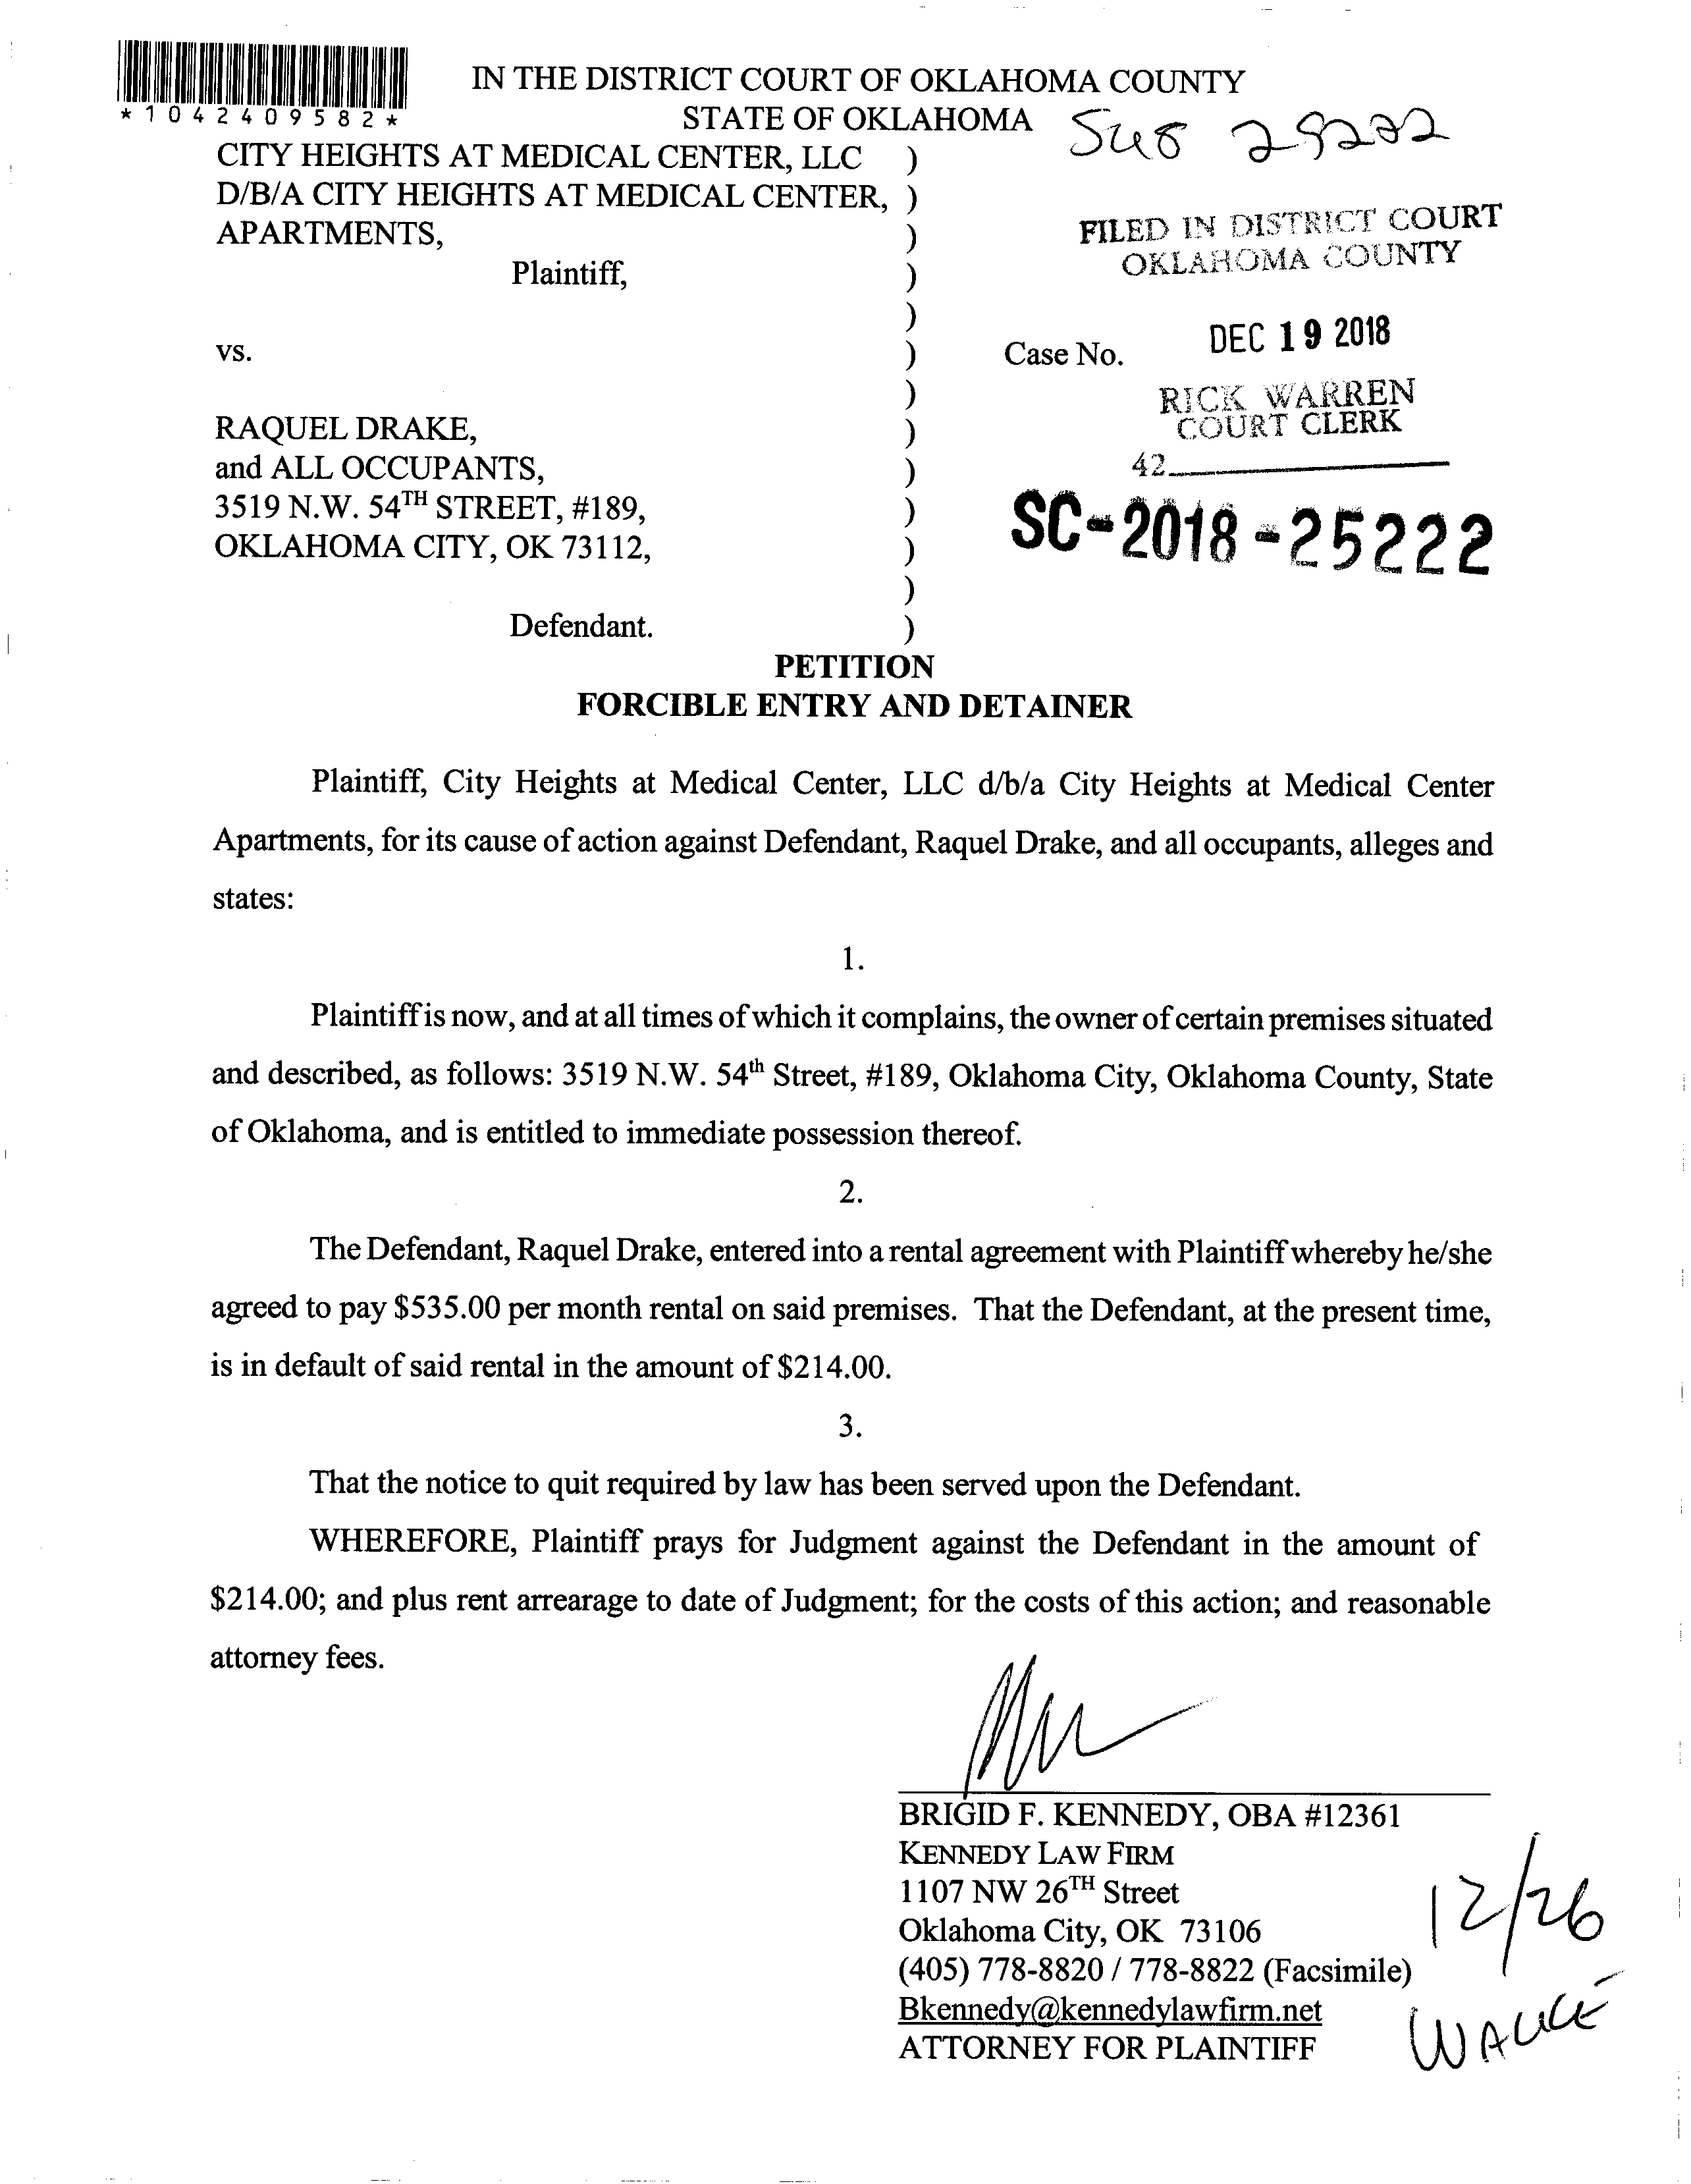 IN THE DISTRICT COURT OF OKLAHOMA COUNTY
*1042409582*
STATE OF OKLAHOMA
CITY HEIGHTS AT MEDICAL CENTER, LLC )
D/B/A CITY HEIGHTS AT MEDICAL CENTER, )
APARTMENTS, )
Plaintiff, )
)
vs. )
)
RAQUEL DRAKE, )
and ALL OCCUPANTS, )
3519 N.W. 54TH STREET, #189, )
OKLAHOMA CITY, OK 73112, )
)
Defendant. )
FILED IN DISTRICT COURT
OKLAHOMA COUNTY
DEC 19 2018
Case No.
RICK WARREN
COURT CLERK
42
SC-2018-25222
PETITION
FORCIBLE ENTRY AND DETAINER
Plaintiff, City Heights at Medical Center, LLC d/b/a City Heights at Medical Center
Apartments, for its cause of action against Defendant, Raquel Drake, and all occupants, alleges and
states:
1.
Plaintiff is now, and at all times of which it complains, the owner of certain premises situated
and described, as follows: 3519 N.W. 54th Street, #189, Oklahoma City, Oklahoma County, State
of Oklahoma, and is entitled to immediate possession thereof.
2.
The Defendant, Raquel Drake, entered into a rental agreement with Plaintiff whereby he/she
agreed to pay $535.00 per month rental on said premises. That the Defendant, at the present time,
is in default of said rental in the amount of $214.00.
3.
That the notice to quit required by law has been served upon the Defendant.
WHEREFORE, Plaintiff prays for Judgment against the Defendant in the amount of
$214.00; and plus rent arrearage to date of Judgment; for the costs of this action; and reasonable
attorney fees.
BRIGID F. KENNEDY, OBA #12361
KENNEDY LAW FIRM
1107 NW 26TH Street
Oklahoma City, OK 73106
(405) 778-8820 / 778-8822 (Facsimile)
Bkennedy@kennedylawfirm.net
ATTORNEY FOR PLAINTIFF
12/26